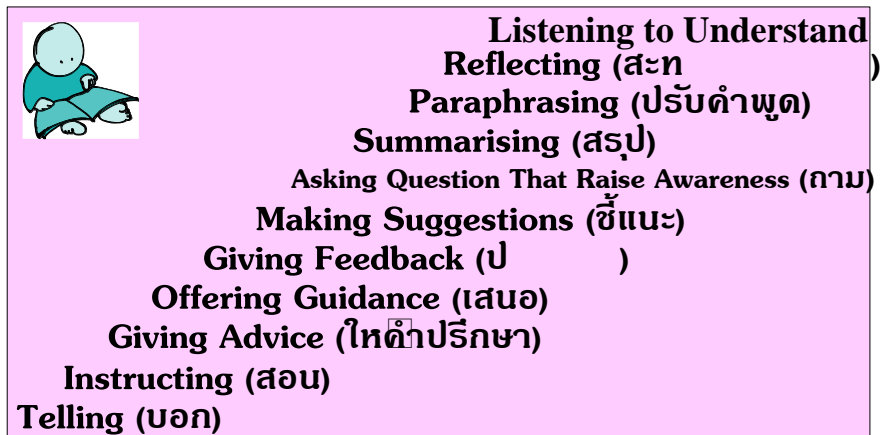 Listening to Understand
Reflecting (สะท )
Paraphrasing (ปรับคำพูด)
Summarising (สรุป)
Asking Question That Raise Awareness (ถาม)
Making Suggestions (ชี้แนะ)
Giving Feedback (ป )
Offering Guidance (เสนอ)
Giving Advice (ใหคำปรึกษา)
Instructing (สอน)
Telling (บอก)